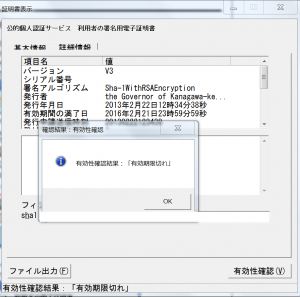 証明書表示
公的個人認証サービス 利用者の署名用電子証明書
基本情報 詳細情報
項目名 値
バージョン V3
シリアル番号
署名アルゴリズム Sha-1WithRSAEncryption
発行者 the Governor of Kanagawa-ke...
発行年月日 2013年2月22日12時34分38秒
有効期間の満了日 2016年2月21日23時59分59秒
確認結果：有効性確認
有効性確認結果：「有効期限切れ」
OK
フィ
sha1
ファイル出力(F) 有効性確認(V)
有効性確認結果：「有効期限切れ」